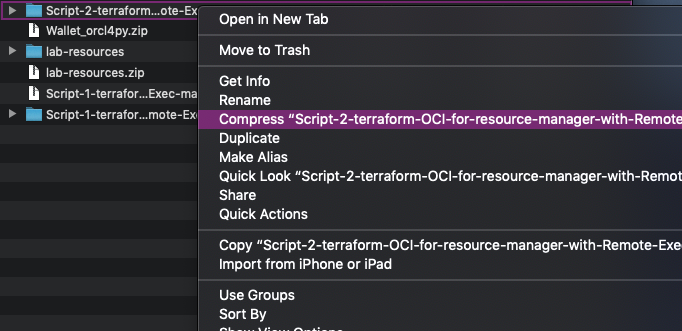 Script-2-terraform...ote-Ex
Wallet_orcl4py.zip
lab-resources
lab-resources.zip
Script-1-terrafor...Exec-ma
Script-1-terrafor...mote-Ex
Open in New Tab
Move to Trash
Get Info
Rename
Compress “Script-2-terraform-OCI-for-resource-manager-with-Remote
Duplicate
Make Alias
Quick Look “Script-2-terraform-OCI-for-resource-manager-with-Remot
Share
Quick Actions
Copy “Script-2-terraform-OCI-for-resource-manager-with-Remote-Exe
Import from iPhone or iPad
Use Groups
Sort By
Show View Options